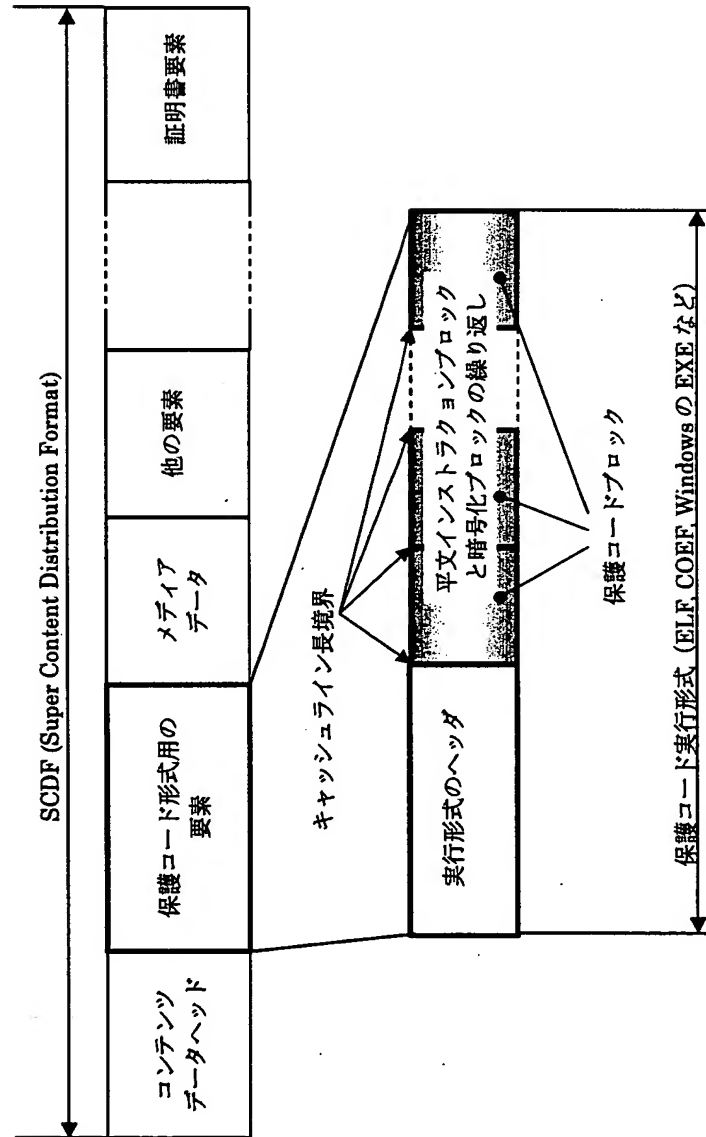 SCDF (Super Content Distribution Format)
コンテンツ
データヘッド
保護コード形式用の
要素
メディア
データ
他の要素
証明書要素
キャッシュライン長境界
実行形式のヘッダ
平文インストラクションブロック
と暗号化ブロックの繰り返し
保護コードブロック
保護コード実行形式 (ELF, COEF, Windows の EXE など)